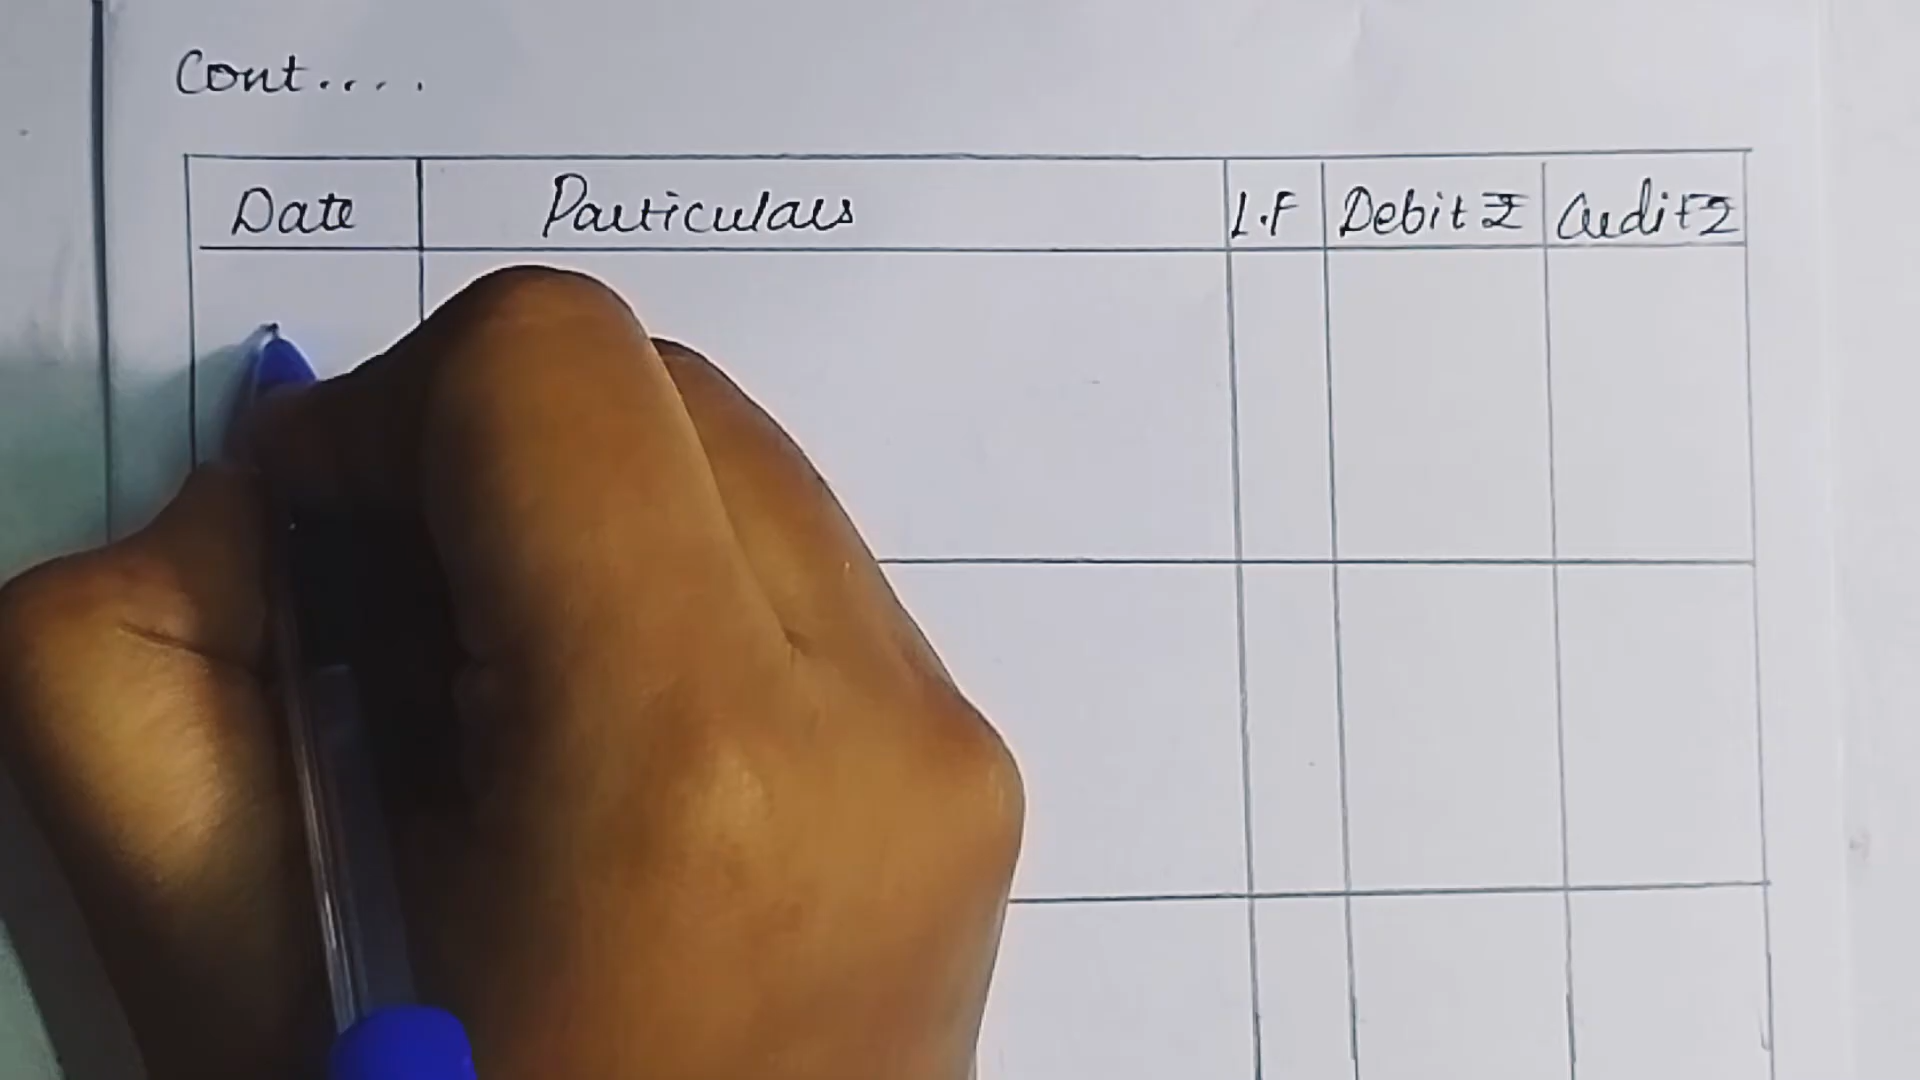 Cont....
Date Particulars L.F Debit ₹ Credit ₹